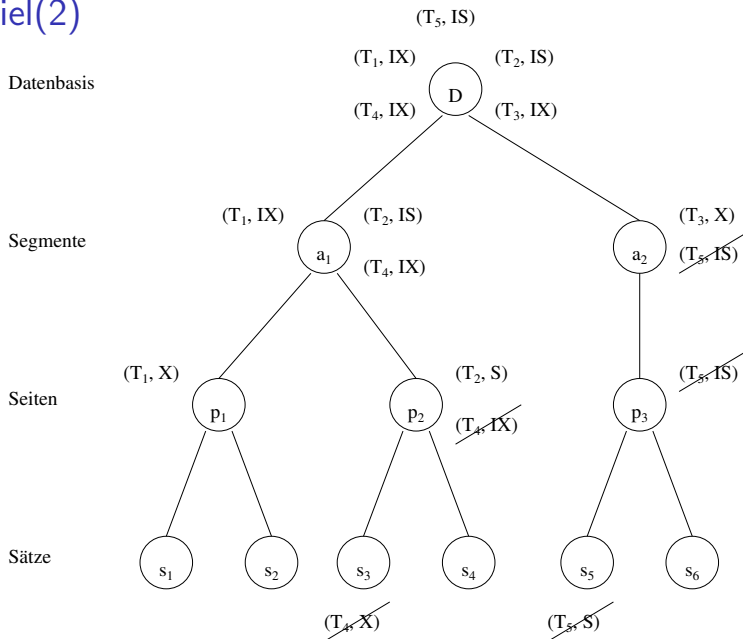 iel(2)
(T5, IS)
(T1, IX) (T2, IS)
Datenbasis
D
(T4, IX) (T3, IX)
(T1, IX) (T2, IS) (T3, X)
Segmente
a1 a2 (T5, IS)
(T4, IX)
(T1, X) (T2, S) (T5, IS)
Seiten
p1 p2 p3
(T4, IX)
Sätze
s1 s2 s3 s4 s5 s6
(T4, X) (T5, S)